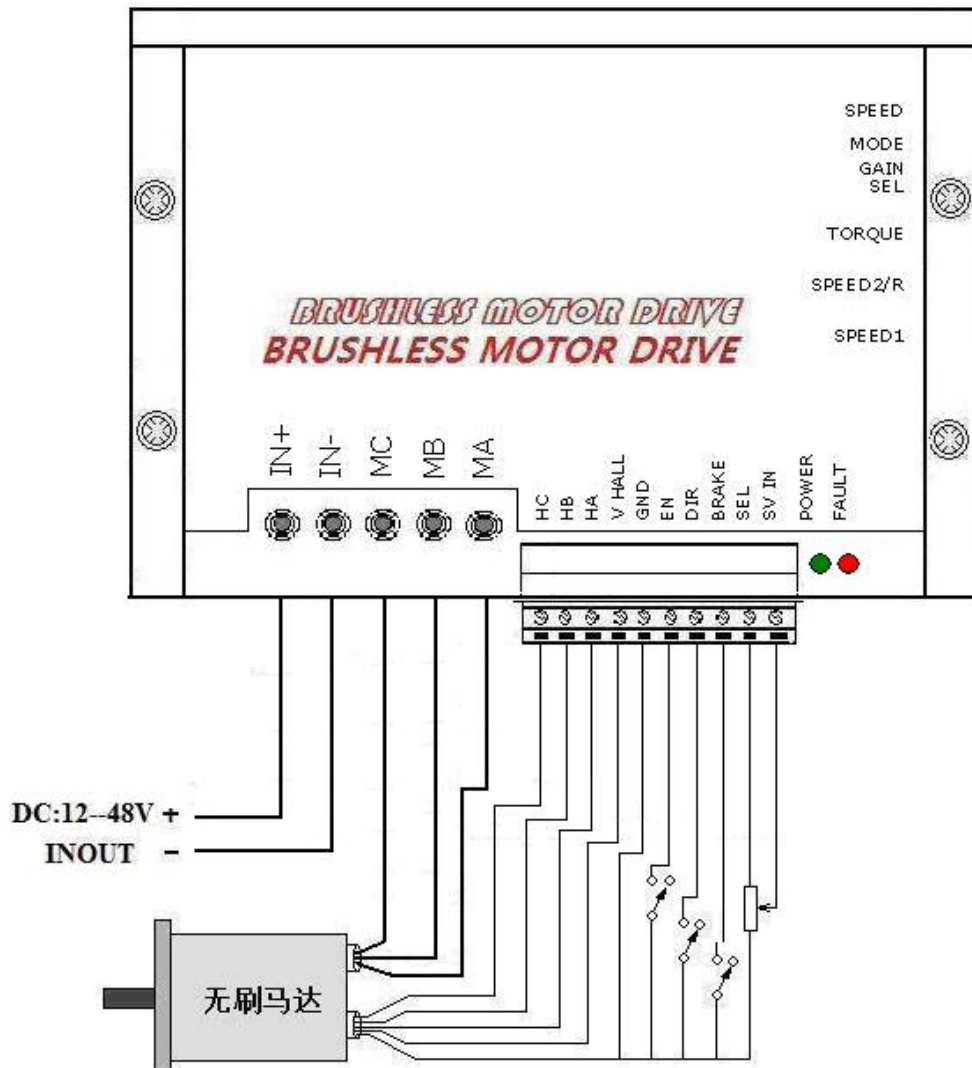 SPEED
MODE
GAIN
SEL
TORQUE
SPEED2/R
SPEED1
BRUSHLESS MOTOR DRIVE
BRUSHLESS MOTOR DRIVE
IN+
IN-
MC
MB
MA
HC
HB
HA
V HALL
GND
EN
DIR
BRAKE
SEL
SV IN
POWER
FAULT
DC:12--48V +
INOUT -
无刷马达